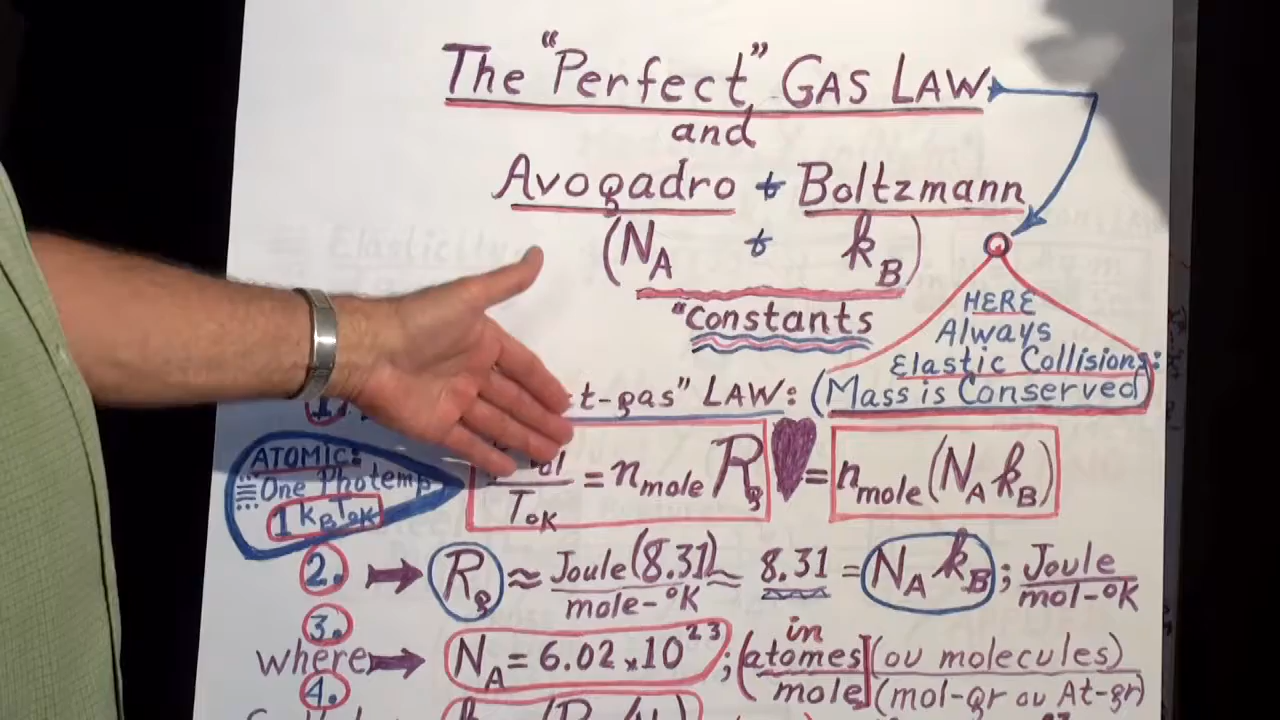 The "Perfect" GAS LAW
and
Avogadro + Boltzmann
(NA + kB)
"Constants
HERE
Always
Elastic Collisions:
t-gas" LAW: (Mass is Conserved)
1.
ATOMIC:
One Photemp
1 kBToK
ToK = nmole Rg = nmole (NA kB)
2. Rg ≈ Joule(8.31)/mole-°K ≈ 8.31 = NA kB ; Joule/mol-°K
3.
where NA = 6.02 x 10^23 ; (in atomes/mole] (ou molecules)/(mol-gr ou At-gr)
4.